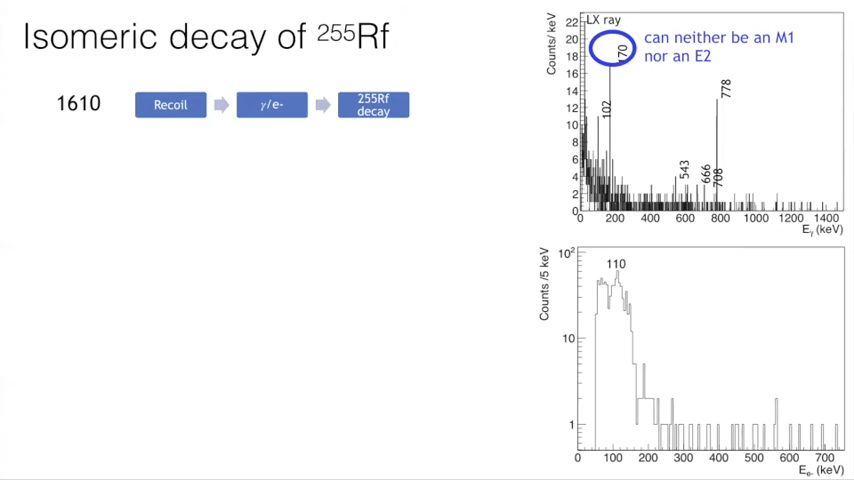 Isomeric decay of ²⁵⁵Rf
1610
Recoil
γ/e-
255Rf
decay
Counts/ keV
22
20
18
16
14
12
10
8
6
4
2
0
LX ray
170
can neither be an M1
nor an E2
102
543
666
708
778
0 200 400 600 800 1000 1200 1400
Eγ (keV)
Counts /5 keV
10²
10
1
110
0 100 200 300 400 500 600 700
Ee- (keV)